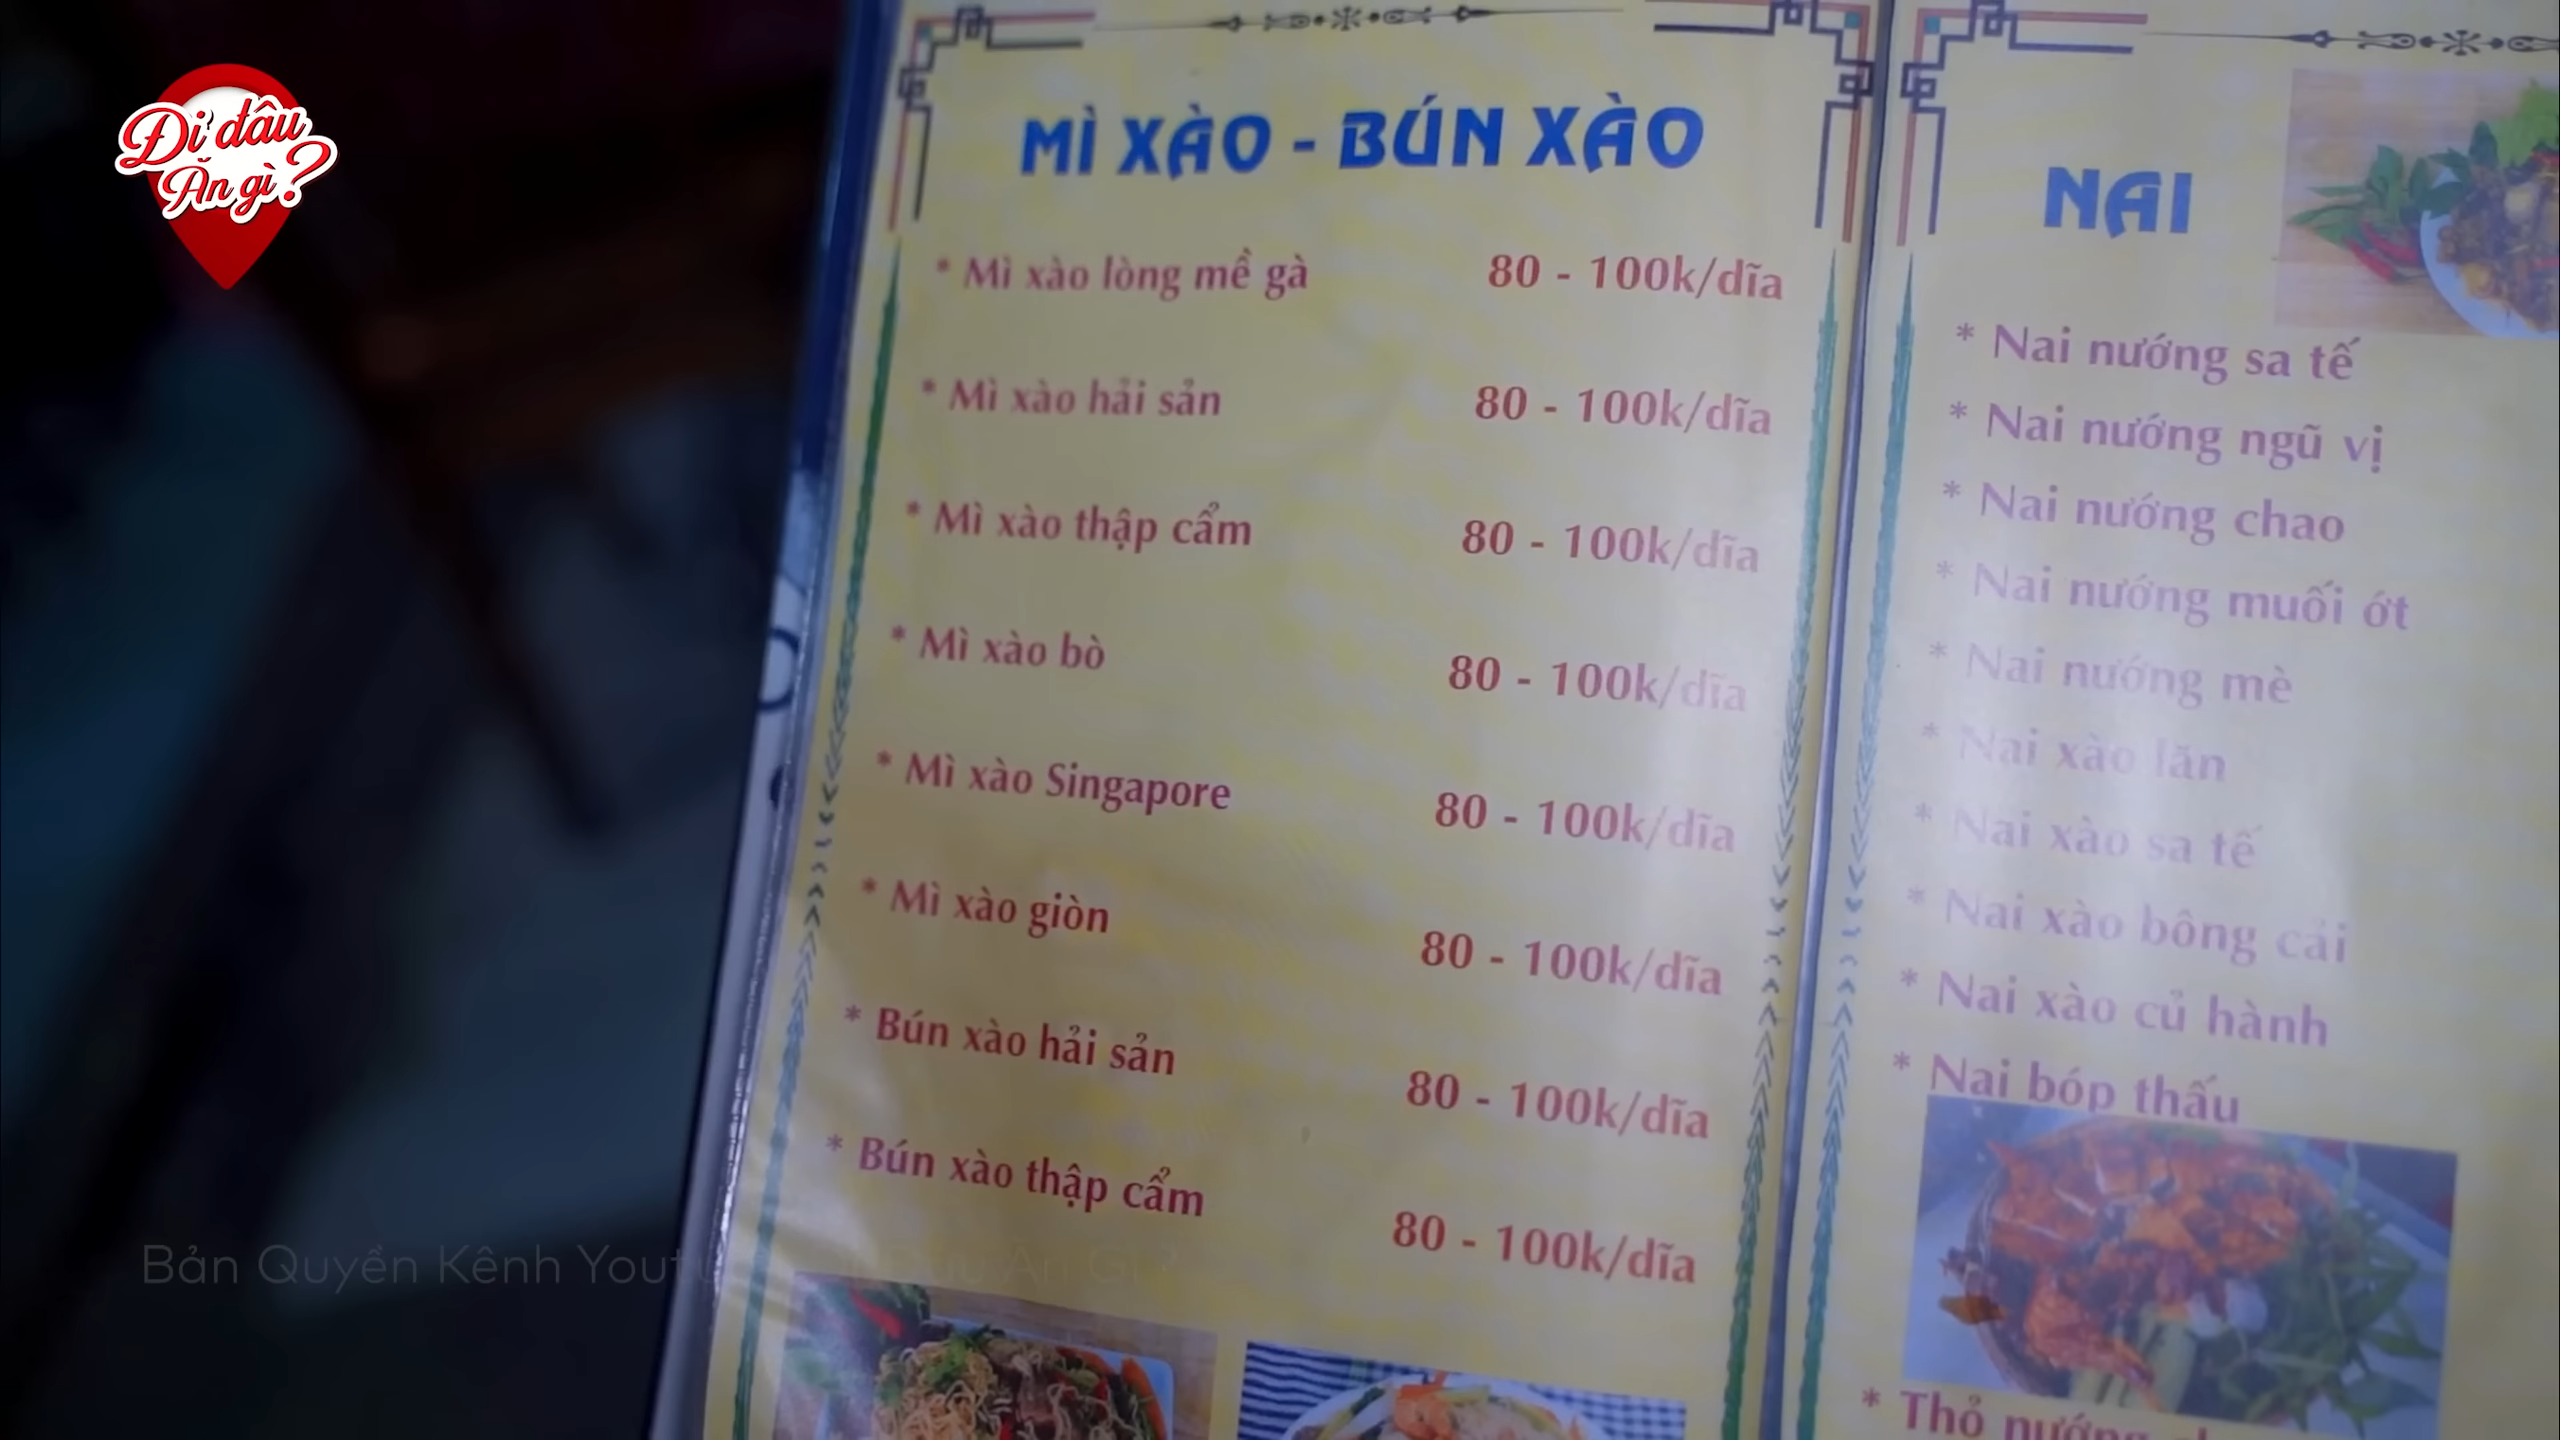 Đi đâu
Ăn gì?
MÌ XÀO - BÚN XÀO
* Mì xào lòng mề gà 80 - 100k/dĩa
* Mì xào hải sản 80 - 100k/dĩa
* Mì xào thập cẩm 80 - 100k/dĩa
* Mì xào bò 80 - 100k/dĩa
* Mì xào Singapore 80 - 100k/dĩa
* Mì xào giòn 80 - 100k/dĩa
* Bún xào hải sản 80 - 100k/dĩa
* Bún xào thập cẩm 80 - 100k/dĩa
NAI
* Nai nướng sa tế
* Nai nướng ngũ vị
* Nai nướng chao
* Nai nướng muối ớt
* Nai nướng mè
* Nai xào lăn
* Nai xào sa tế
* Nai xào bông cải
* Nai xào củ hành
* Nai bóp thấu
* Thỏ nướng
Bản Quyền Kênh